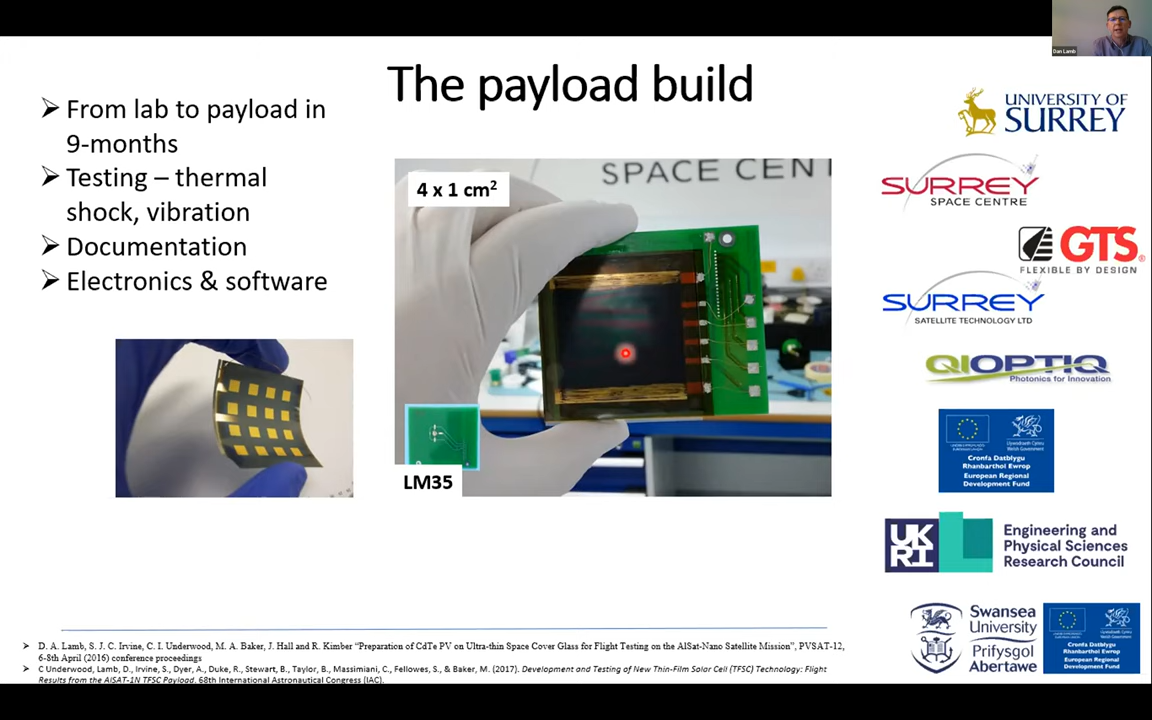 Dan Lamb
The payload build
➢ From lab to payload in
9-months
➢ Testing – thermal
shock, vibration
➢ Documentation
➢ Electronics & software
SPACE CENT
4 x 1 cm²
LM35
UNIVERSITY OF
SURREY
SURREY
SPACE CENTRE
GTS®
FLEXIBLE BY DESIGN
SURREY
SATELLITE TECHNOLOGY LTD
QIOPTIQ
Photonics for Innovation
Cronfa Datblygu
Rhanbarthol Ewrop
European Regional
Development Fund
UK
RI
Engineering and
Physical Sciences
Research Council
Swansea
University
Prifysgol
Abertawe
Cronfa Datblygu
Rhanbarthol Ewrop
European Regional
Development Fund
➢ D. A. Lamb, S. J. C. Irvine, C. I. Underwood, M. A. Baker, J. Hall and R. Kimber “Preparation of CdTe PV on Ultra-thin Space Cover Glass for Flight Testing on the AlSat-Nano Satellite Mission”, PVSAT-12,
6-8th April (2016) conference proceedings
➢ C Underwood, Lamb, D., Irvine, S., Dyer, A., Duke, R., Stewart, B., Taylor, B., Massimiani, C., Fellowes, S., & Baker, M. (2017). Development and Testing of New Thin-Film Solar Cell (TFSC) Technology: Flight
Results from the AlSAT-1N TFSC Payload. 68th International Astronautical Congress (IAC).